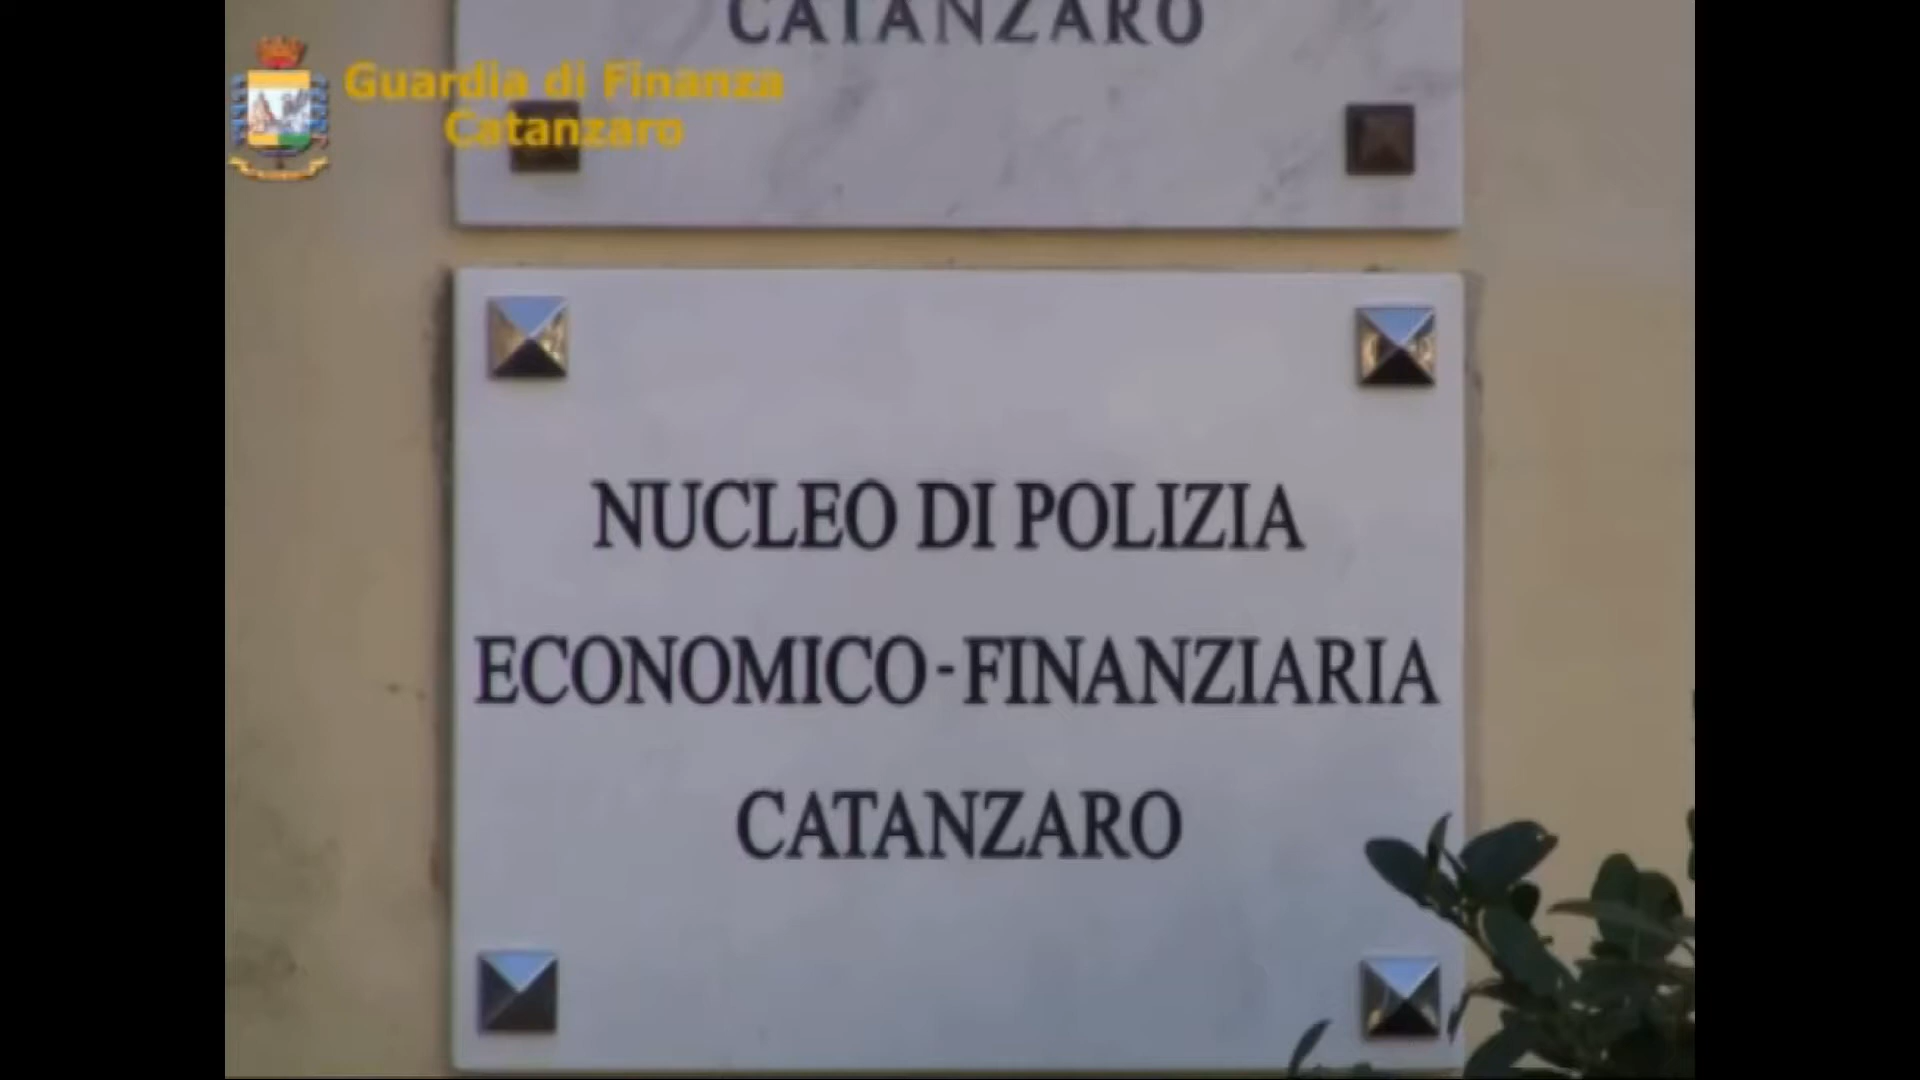 CATANZARO
Guardia di Finanza
Catanzaro
NUCLEO DI POLIZIA
ECONOMICO-FINANZIARIA
CATANZARO